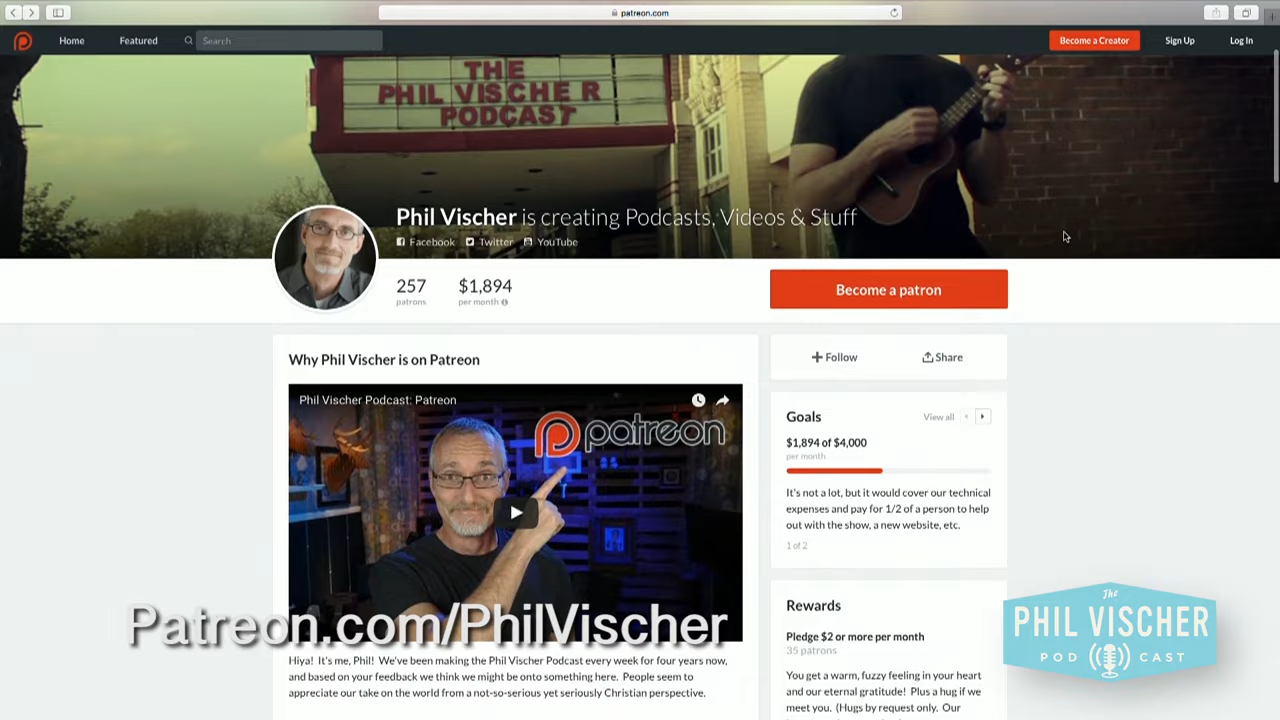 patreon.com
Home
Featured
Search
Become a Creator
Sign Up
Log In
THE
PHIL VISCHER
PODCAST
Phil Vischer is creating Podcasts, Videos & Stuff
Facebook
Twitter
YouTube
257
patrons
$1,894
per month
Become a patron
Why Phil Vischer is on Patreon
Phil Vischer Podcast: Patreon
patreon
Patreon.com/PhilVischer
Hiya! It's me, Phil! We've been making the Phil Vischer Podcast every week for four years now,
and based on your feedback we think we might be onto something here. People seem to
appreciate our take on the world from a not-so-serious yet seriously Christian perspective.
Follow
Share
Goals
View all
$1,894 of $4,000
per month
It's not a lot, but it would cover our technical
expenses and pay for 1/2 of a person to help
out with the show, a new website, etc.
1 of 2
Rewards
Pledge $2 or more per month
35 patrons
You get a warm, fuzzy feeling in your heart
and our eternal gratitude! Plus a hug if we
meet you. (Hugs by request only. Our
The
PHIL VISCHER
PODCAST